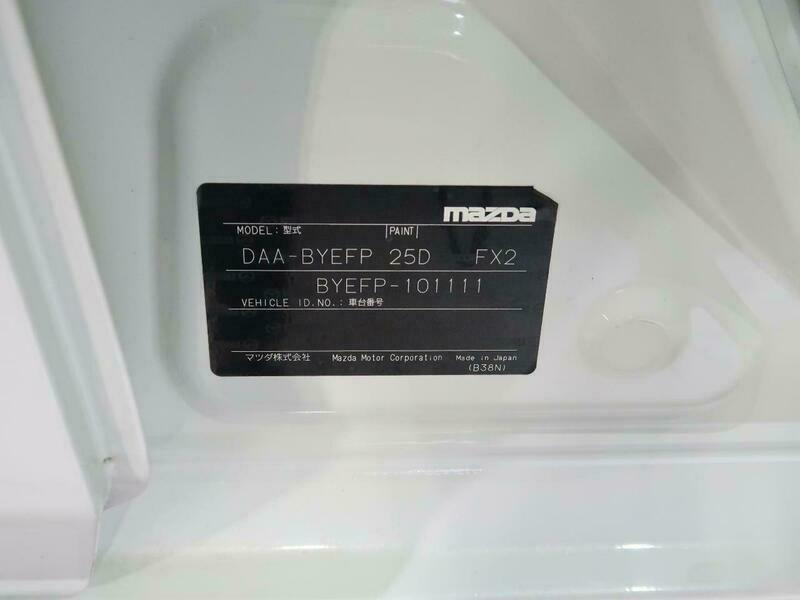 mazda
MODEL:型式 PAINT
DAA-BYEFP 25D FX2
BYEFP-101111
VEHICLE ID.NO.:車台番号
マツダ株式会社 Mazda Motor Corporation Made in Japan
(B38N)